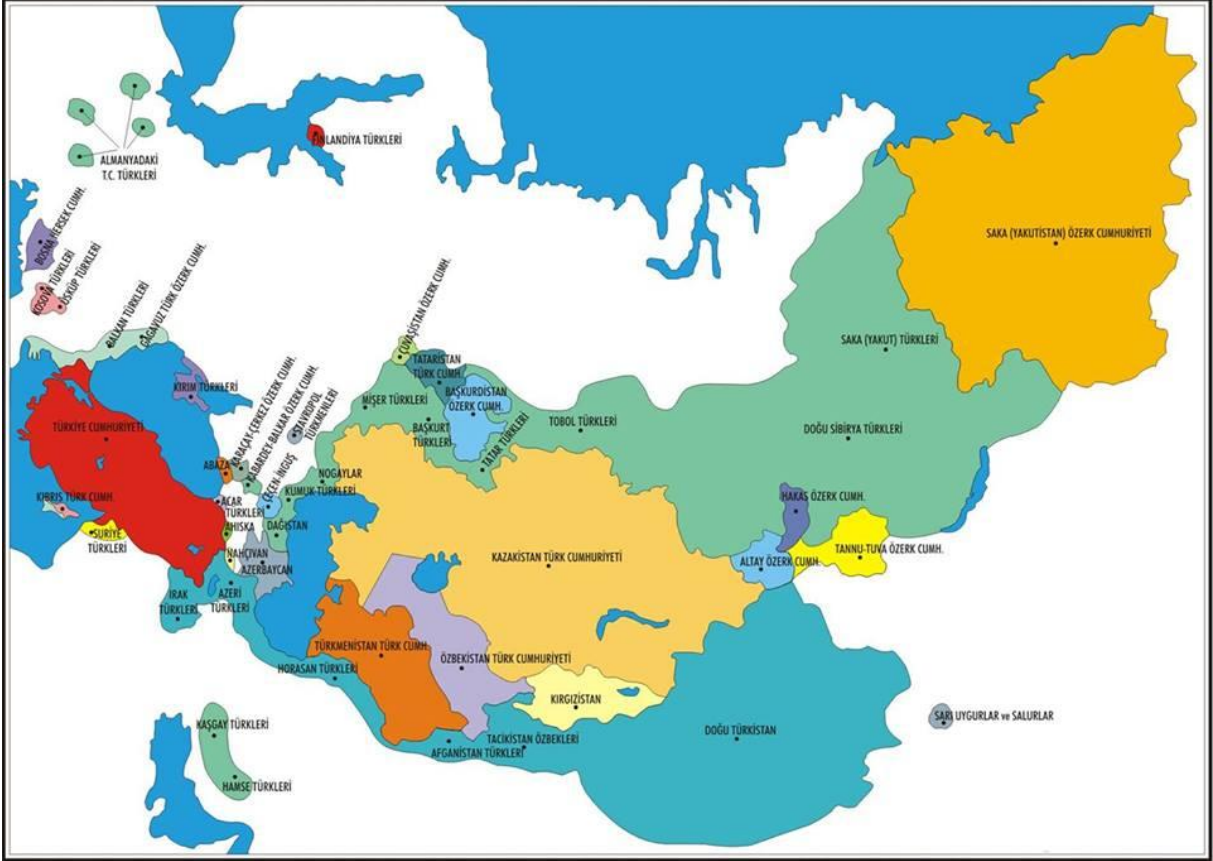 FİNLANDİYA TÜRKLERİ
ALMANYADAKİ
T.C. TÜRKLERİ
BOSNA HERSEK CUMH.
KOSOVA TÜRKLERİ
ÜSKÜP TÜRKLERİ
BALKAN TÜRKLERİ
GAGAVUZ TÜRK ÖZERK CUMH.
SAKA (YAKUTİSTAN) ÖZERK CUMHURİYETİ
SAKA (YAKUT) TÜRKLERİ
ÇUVAŞİSTAN ÖZERK CUMH.
TATARİSTAN
TÜRK CUMH.
BAŞKURDİSTAN
ÖZERK CUMH.
KIRIM TÜRKLERİ
MİŞER TÜRKLERİ
BAŞKURT
TÜRKLERİ
TATAR TÜRKLERİ
TOBOL TÜRKLERİ
DOĞU SİBİRYA TÜRKLERİ
TÜRKİYE CUMHURİYETİ
KARAÇAY-ÇERKEZ ÖZERK CUMH.
KABARDEY-BALKAR ÖZERK CUMH.
STAVROPOL
TÜRKMENLERİ
ABAZA
ÇEÇEN-İNGUŞ
NOGAYLAR
KUMUK TÜRKLERİ
KIBRIS TÜRK CUMH.
ACAR
TÜRKLERİ
AHISKA
DAĞISTAN
HAKAS ÖZERK CUMH.
SURİYE
TÜRKLERİ
NAHÇIVAN
AZERBAYCAN
KAZAKİSTAN TÜRK CUMHURİYETİ
ALTAY ÖZERK CUMH.
TANNU-TUVA ÖZERK CUMH.
IRAK
TÜRKLERİ
AZERİ
TÜRKLERİ
TÜRKMENİSTAN TÜRK CUMH.
ÖZBEKİSTAN TÜRK CUMHURİYETİ
HORASAN TÜRKLERİ
KIRGIZİSTAN
KAŞGAY TÜRKLERİ
TACİKİSTAN ÖZBEKLERİ
AFGANİSTAN TÜRKLERİ
DOĞU TÜRKİSTAN
SARI UYGURLAR ve SALURLAR
HAMSE TÜRKLERİ